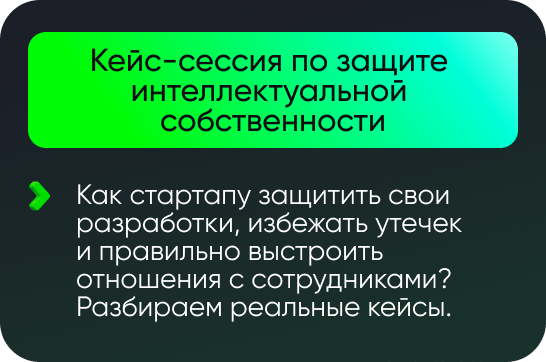 Кейс-сессия по защите
интеллектуальной
собственности
Как стартапу защитить свои
разработки, избежать утечек
и правильно выстроить
отношения с сотрудниками?
Разбираем реальные кейсы.